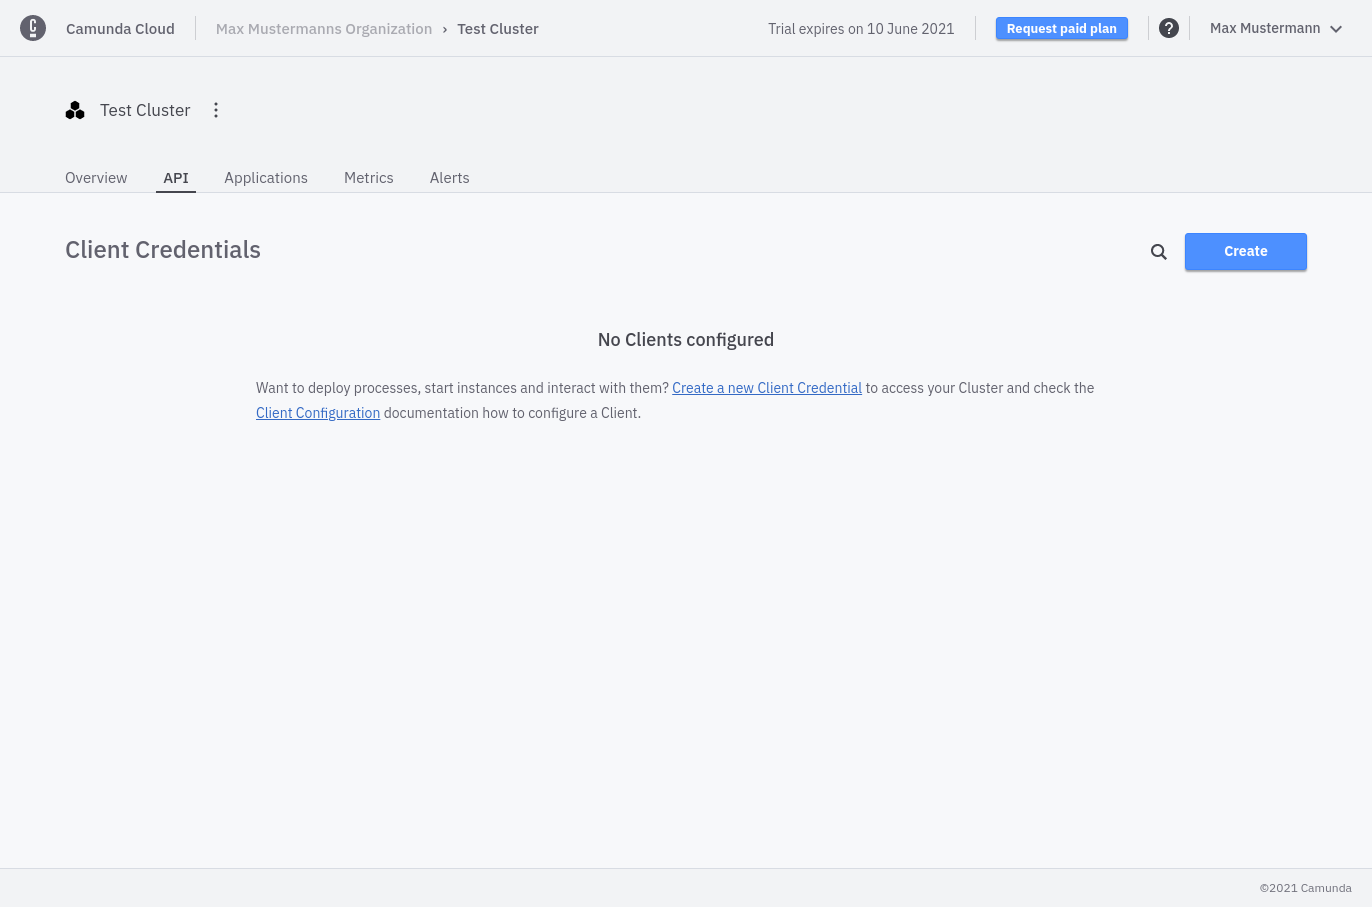 Camunda Cloud
Max Mustermanns Organization › Test Cluster
Trial expires on 10 June 2021
Request paid plan
?
Max Mustermann
Test Cluster
Overview
API
Applications
Metrics
Alerts
Client Credentials
Create
No Clients configured
Want to deploy processes, start instances and interact with them? Create a new Client Credential to access your Cluster and check the
Client Configuration documentation how to configure a Client.
©2021 Camunda